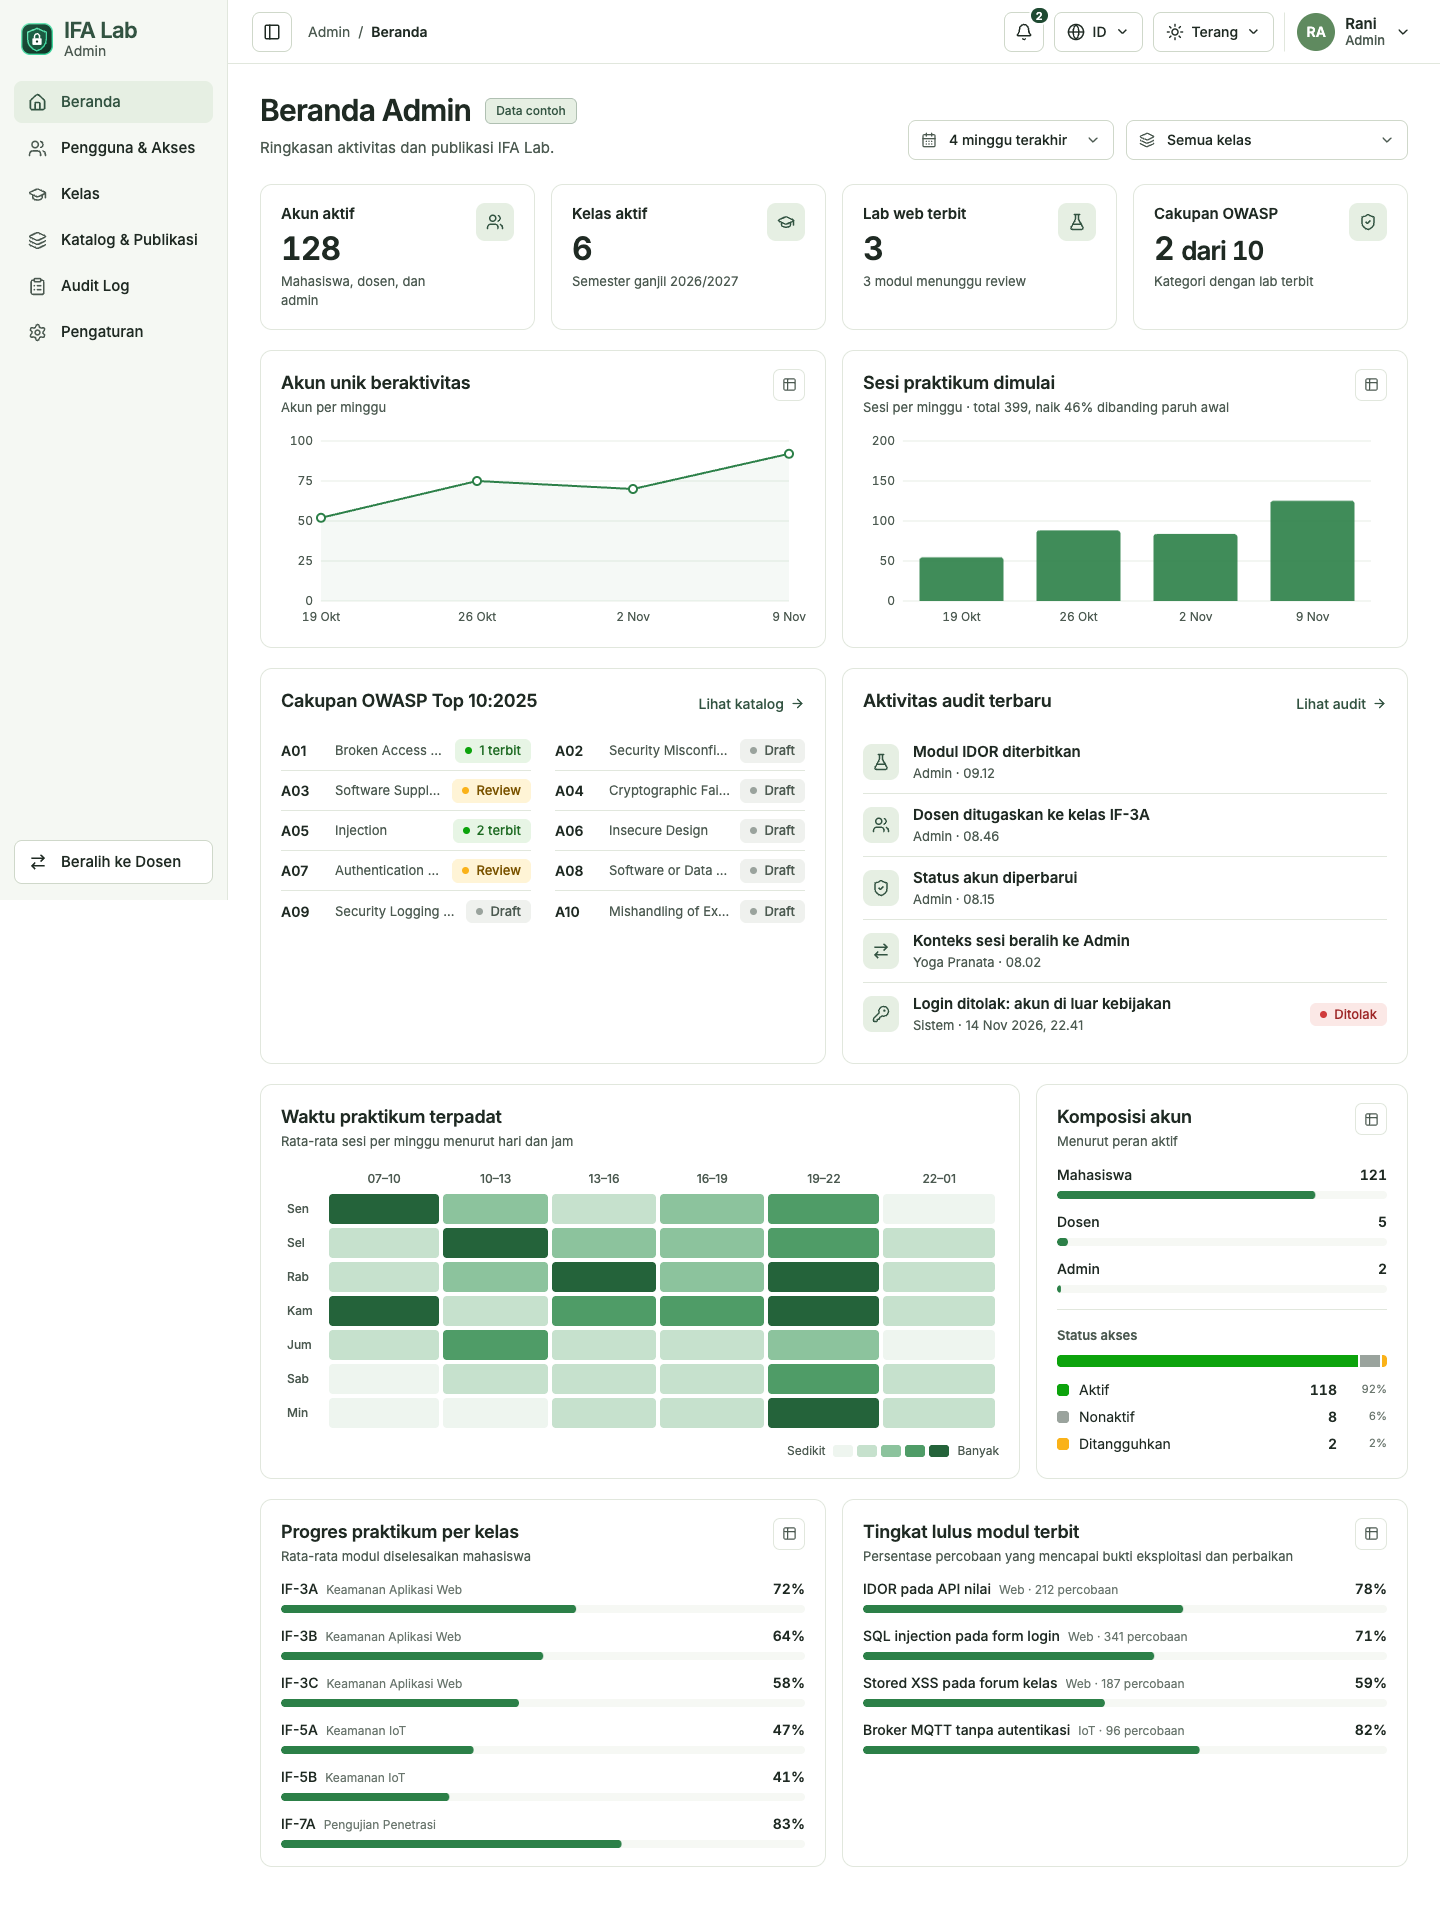 IFA Lab
Admin
Beranda
Pengguna & Akses
Kelas
Katalog & Publikasi
Audit Log
Pengaturan
Beralih ke Dosen
Admin / Beranda
2
ID
Terang
RA
Rani
Admin
Beranda Admin
Data contoh
Ringkasan aktivitas dan publikasi IFA Lab.
4 minggu terakhir
Semua kelas
Akun aktif
128
Mahasiswa, dosen, dan
admin
Kelas aktif
6
Semester ganjil 2026/2027
Lab web terbit
3
3 modul menunggu review
Cakupan OWASP
2 dari 10
Kategori dengan lab terbit
Akun unik beraktivitas
Akun per minggu
100
75
50
25
0
19 Okt 26 Okt 2 Nov 9 Nov
Sesi praktikum dimulai
Sesi per minggu · total 399, naik 46% dibanding paruh awal
200
150
100
50
0
19 Okt 26 Okt 2 Nov 9 Nov
Cakupan OWASP Top 10:2025
Lihat katalog
A01 Broken Access ... 1 terbit
A02 Security Misconfi... Draft
A03 Software Suppl... Review
A04 Cryptographic Fai... Draft
A05 Injection 2 terbit
A06 Insecure Design Draft
A07 Authentication ... Review
A08 Software or Data ... Draft
A09 Security Logging ... Draft
A10 Mishandling of Ex... Draft
Aktivitas audit terbaru
Lihat audit
Modul IDOR diterbitkan
Admin · 09.12
Dosen ditugaskan ke kelas IF-3A
Admin · 08.46
Status akun diperbarui
Admin · 08.15
Konteks sesi beralih ke Admin
Yoga Pranata · 08.02
Login ditolak: akun di luar kebijakan
Sistem · 14 Nov 2026, 22.41
Ditolak
Waktu praktikum terpadat
Rata-rata sesi per minggu menurut hari dan jam
07–10 10–13 13–16 16–19 19–22 22–01
Sen
Sel
Rab
Kam
Jum
Sab
Min
Sedikit Banyak
Komposisi akun
Menurut peran aktif
Mahasiswa 121
Dosen 5
Admin 2
Status akses
Aktif 118 92%
Nonaktif 8 6%
Ditangguhkan 2 2%
Progres praktikum per kelas
Rata-rata modul diselesaikan mahasiswa
IF-3A Keamanan Aplikasi Web 72%
IF-3B Keamanan Aplikasi Web 64%
IF-3C Keamanan Aplikasi Web 58%
IF-5A Keamanan IoT 47%
IF-5B Keamanan IoT 41%
IF-7A Pengujian Penetrasi 83%
Tingkat lulus modul terbit
Persentase percobaan yang mencapai bukti eksploitasi dan perbaikan
IDOR pada API nilai Web · 212 percobaan 78%
SQL injection pada form login Web · 341 percobaan 71%
Stored XSS pada forum kelas Web · 187 percobaan 59%
Broker MQTT tanpa autentikasi IoT · 96 percobaan 82%